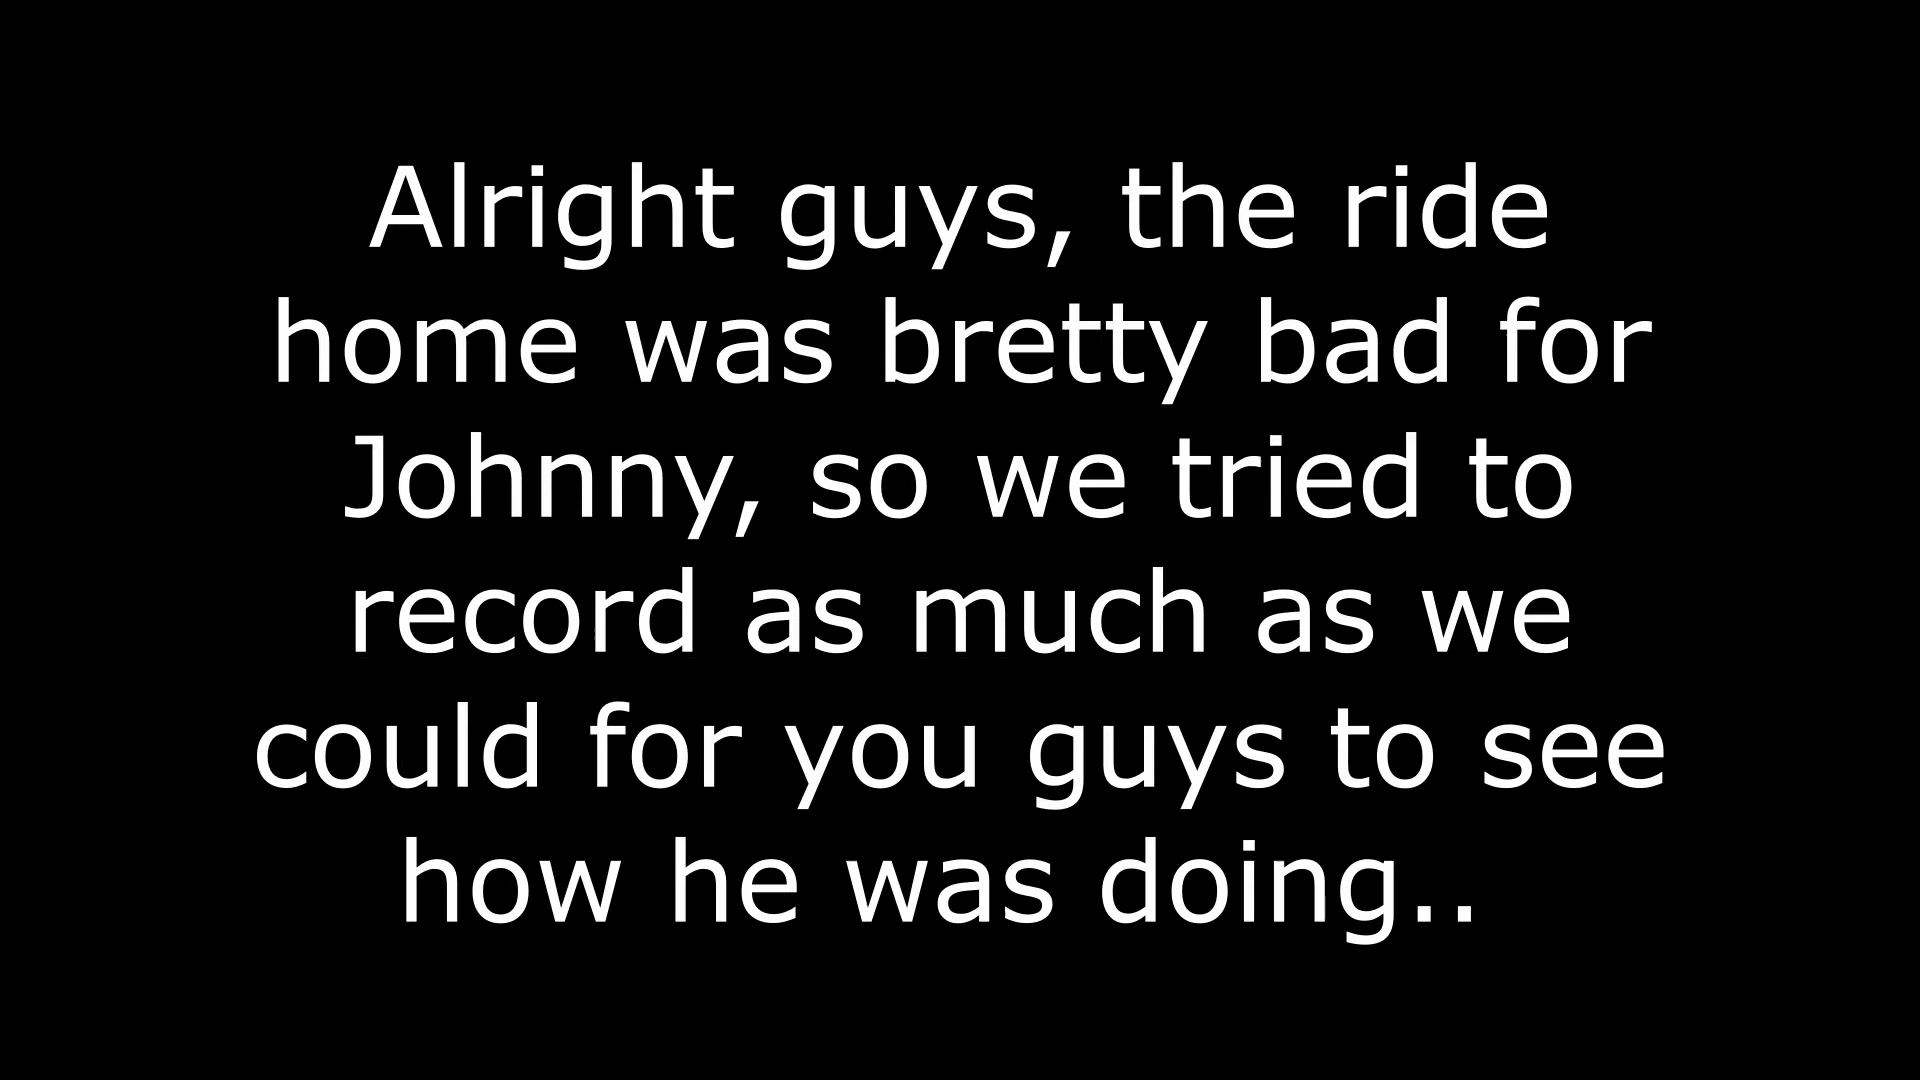 Alright guys, the ride
home was bretty bad for
Johnny, so we tried to
record as much as we
could for you guys to see
how he was doing..